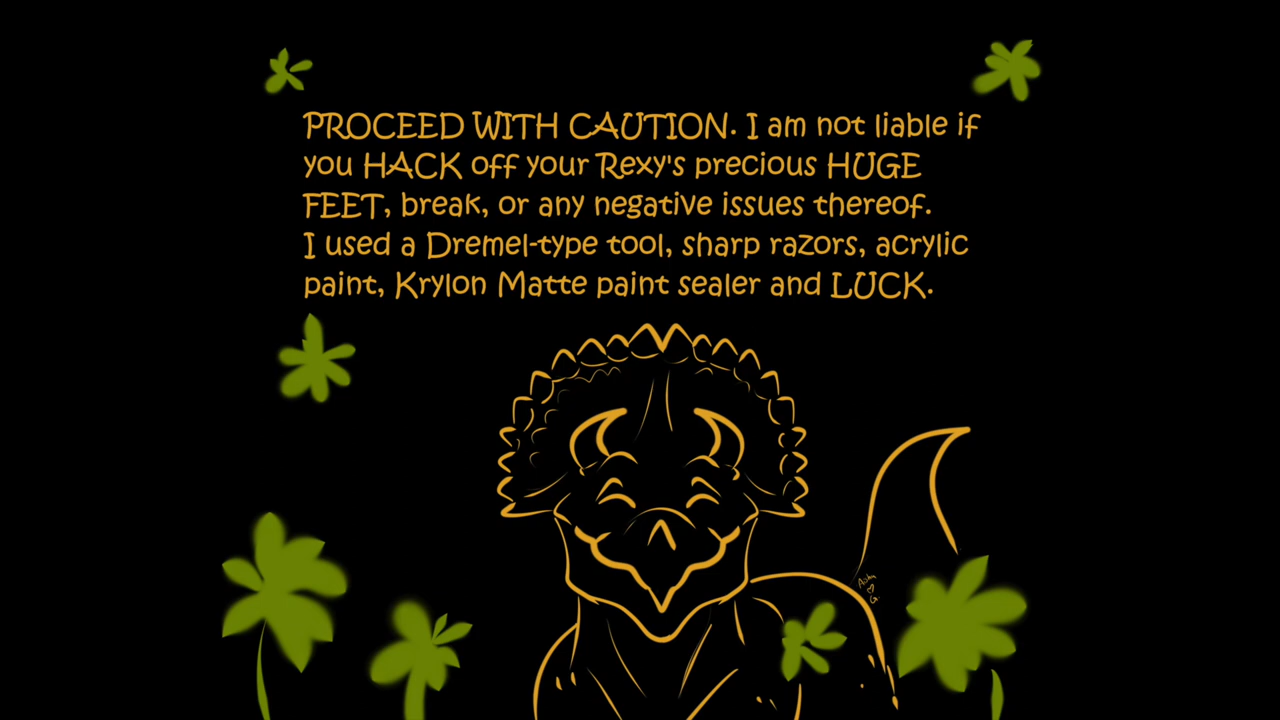 PROCEED WITH CAUTION. I am not liable if
you HACK off your Rexy's precious HUGE
FEET, break, or any negative issues thereof.
I used a Dremel-type tool, sharp razors, acrylic
paint, Krylon Matte paint sealer and LUCK.